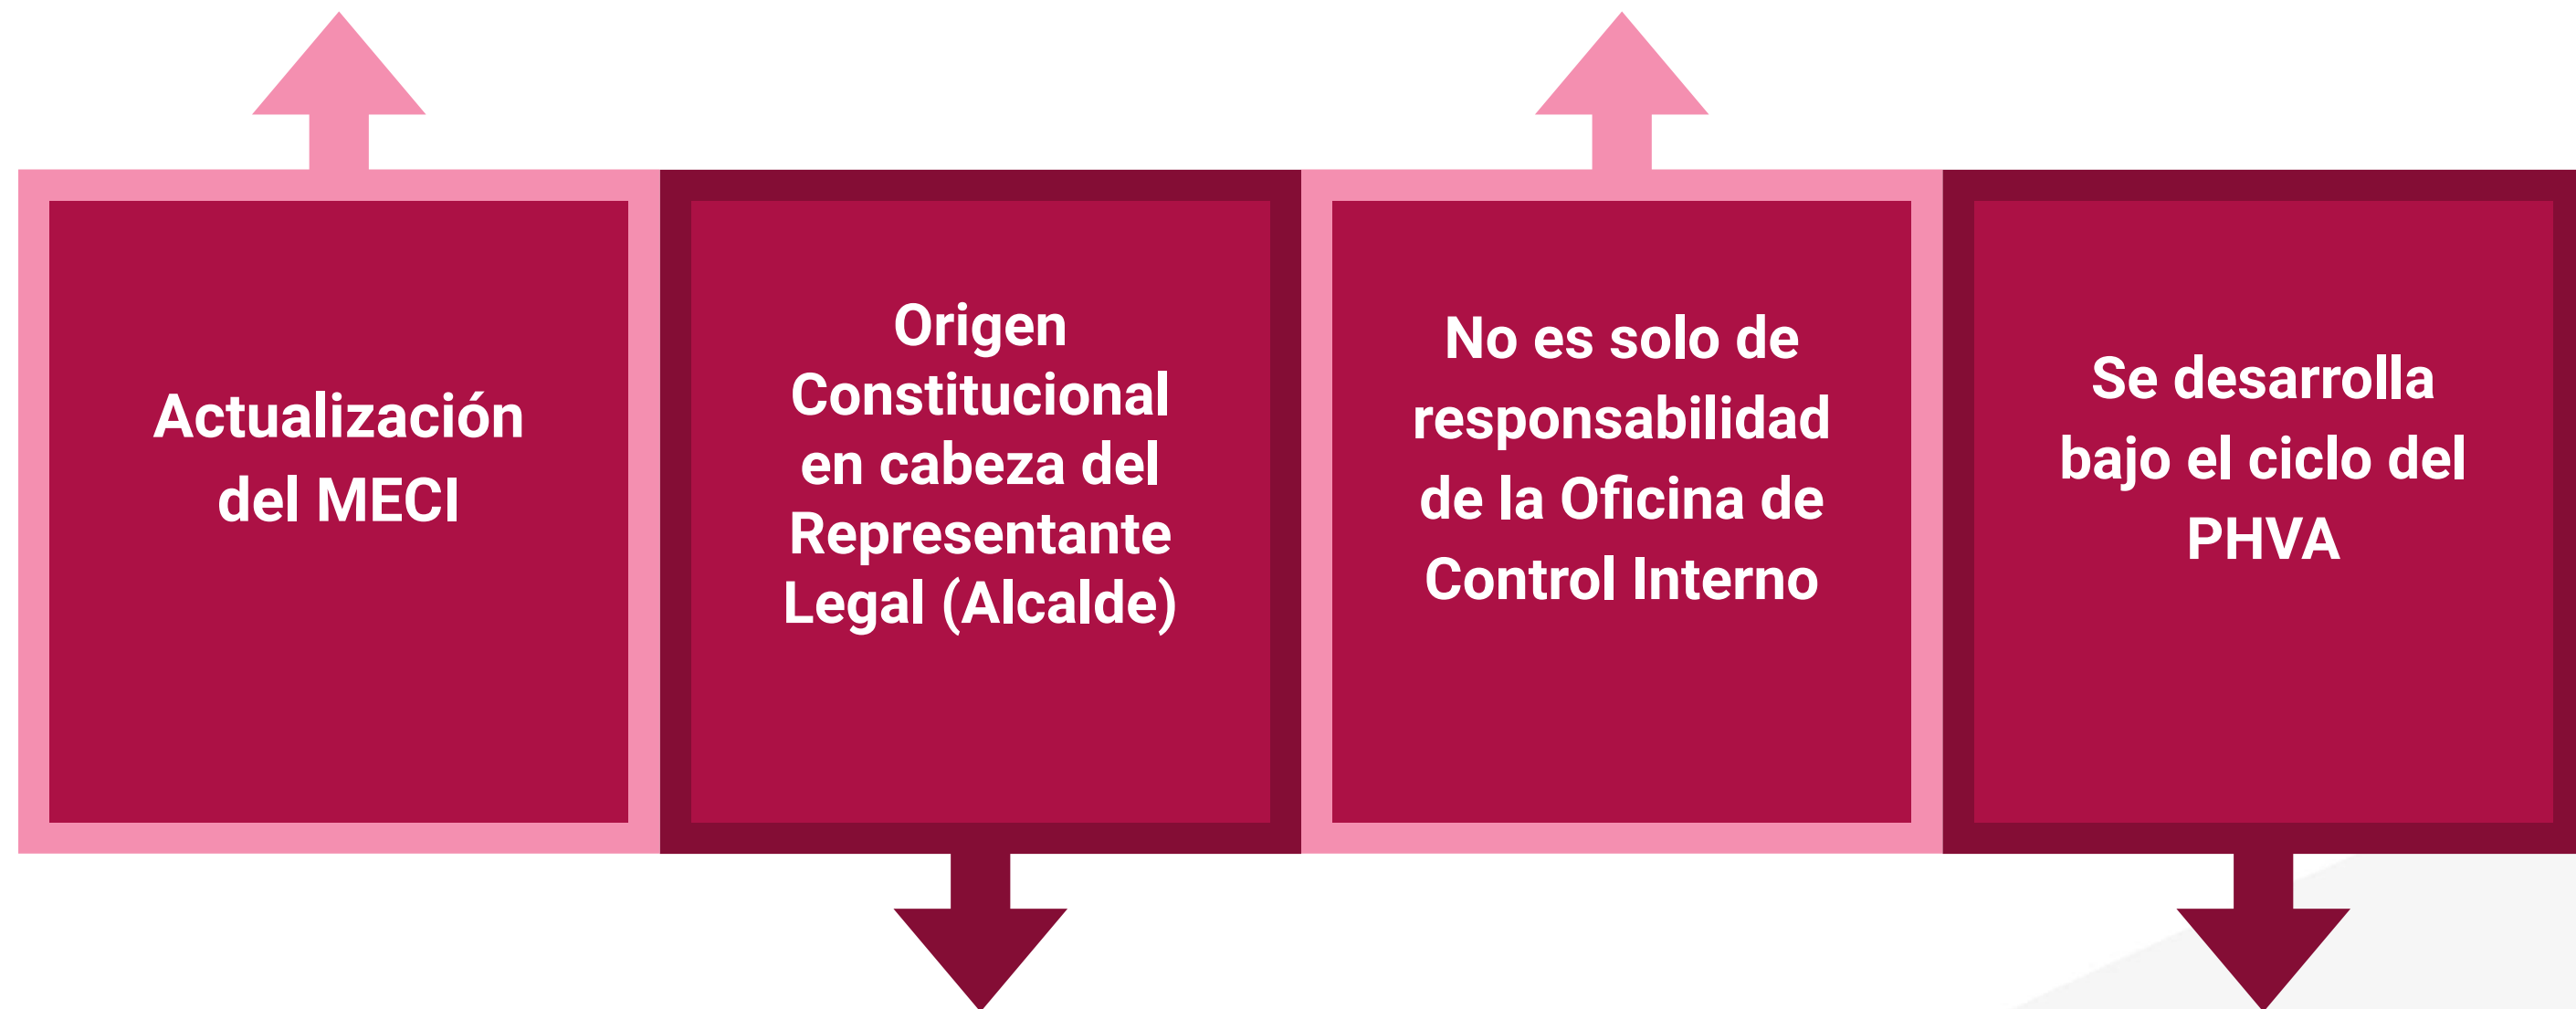 Actualización
del MECI
Origen
Constitucional
en cabeza del
Representante
Legal (Alcalde)
No es solo de
responsabilidad
de la Oficina de
Control Interno
Se desarrolla
bajo el ciclo del
PHVA